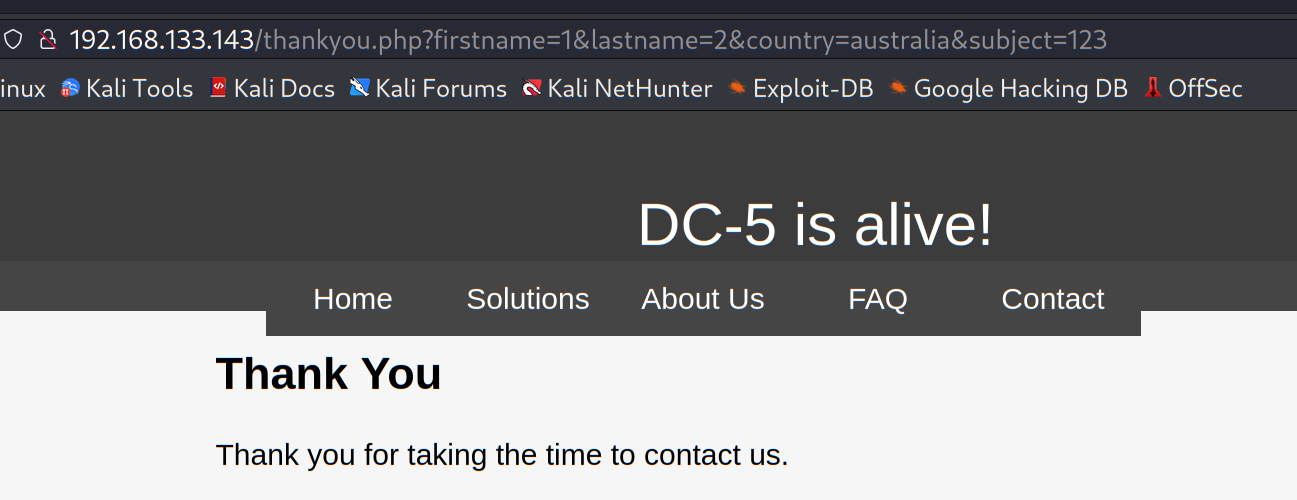 192.168.133.143/thankyou.php?firstname=1&lastname=2&country=australia&subject=123
inux Kali Tools Kali Docs Kali Forums Kali NetHunter Exploit-DB Google Hacking DB OffSec
DC-5 is alive!
Home Solutions About Us FAQ Contact
Thank You
Thank you for taking the time to contact us.